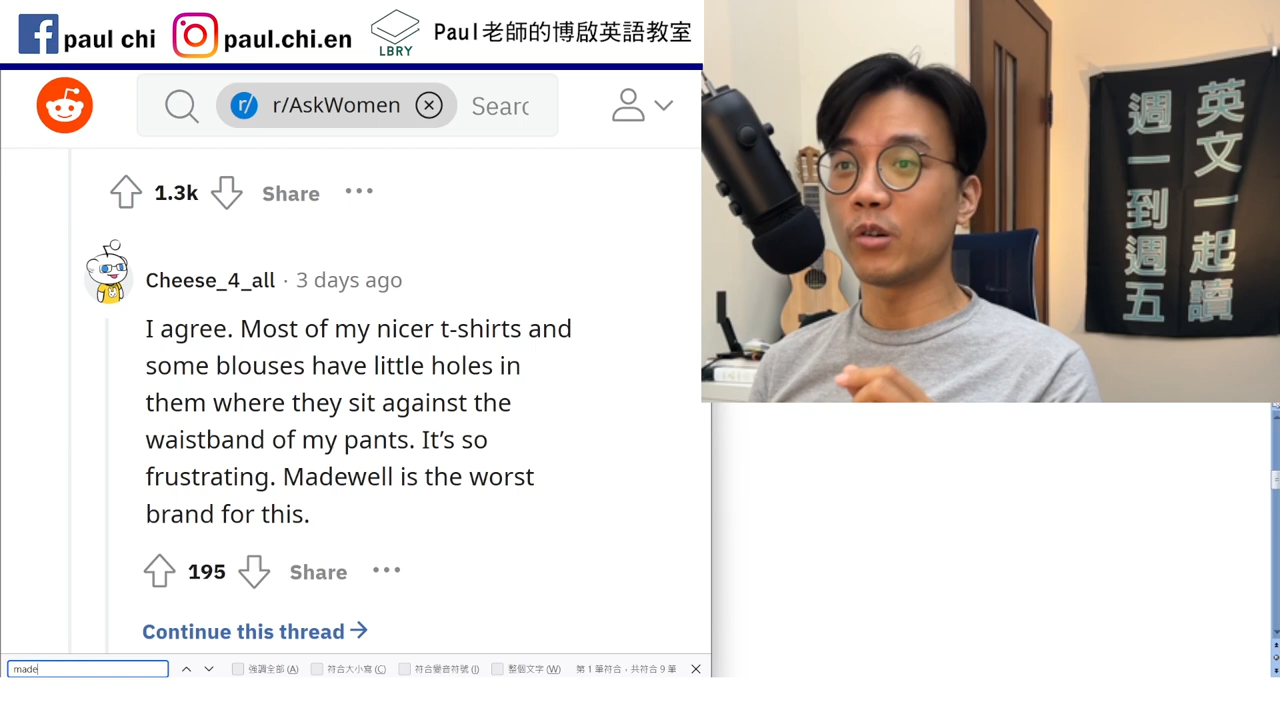 paul chi
paul.chi.en
LBRY
Paul老師的博啟英語教室
r/AskWomen
Searc
1.3k
Share
Cheese_4_all · 3 days ago
I agree. Most of my nicer t-shirts and
some blouses have little holes in
them where they sit against the
waistband of my pants. It’s so
frustrating. Madewell is the worst
brand for this.
195
Share
Continue this thread
made
強調全部 (A)
符合大小寫 (C)
符合變音符號 (I)
整個文字 (W)
第 1 筆符合，共符合 9 筆
英文一起讀
週一到週五